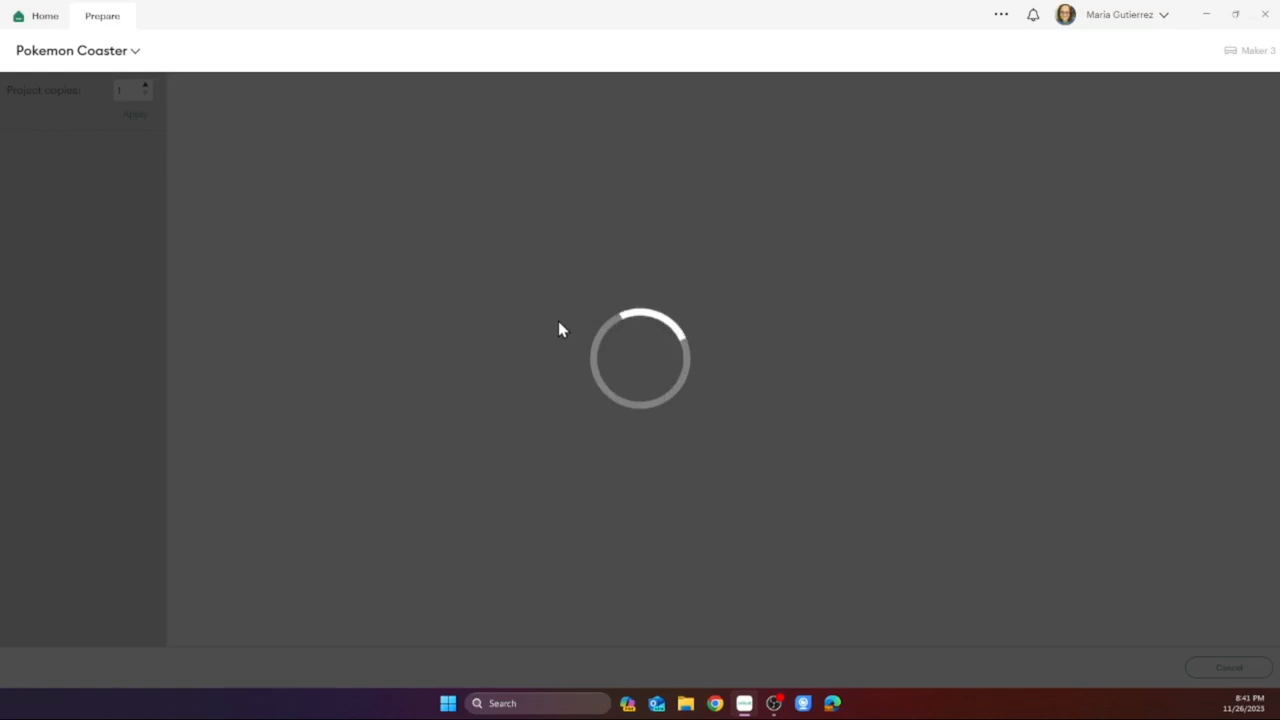 Home
Prepare
Maria Gutierrez
Pokemon Coaster
Maker 3
Project copies:
1
Apply
Cancel
Search
8:41 PM
11/26/2023